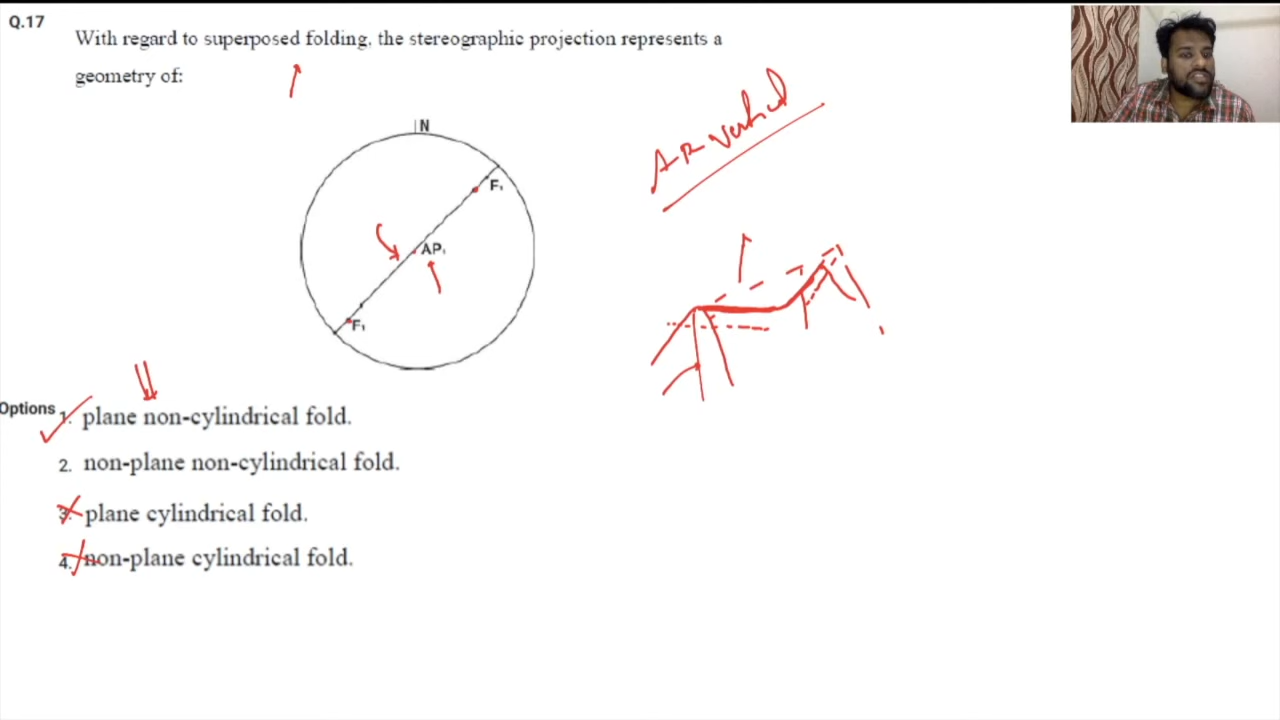 Q.17
With regard to superposed folding, the stereographic projection represents a
geometry of:
N
F₁
AP₁
F₁
AP vertical
Options
1. plane non-cylindrical fold.
2. non-plane non-cylindrical fold.
3. plane cylindrical fold.
4. non-plane cylindrical fold.